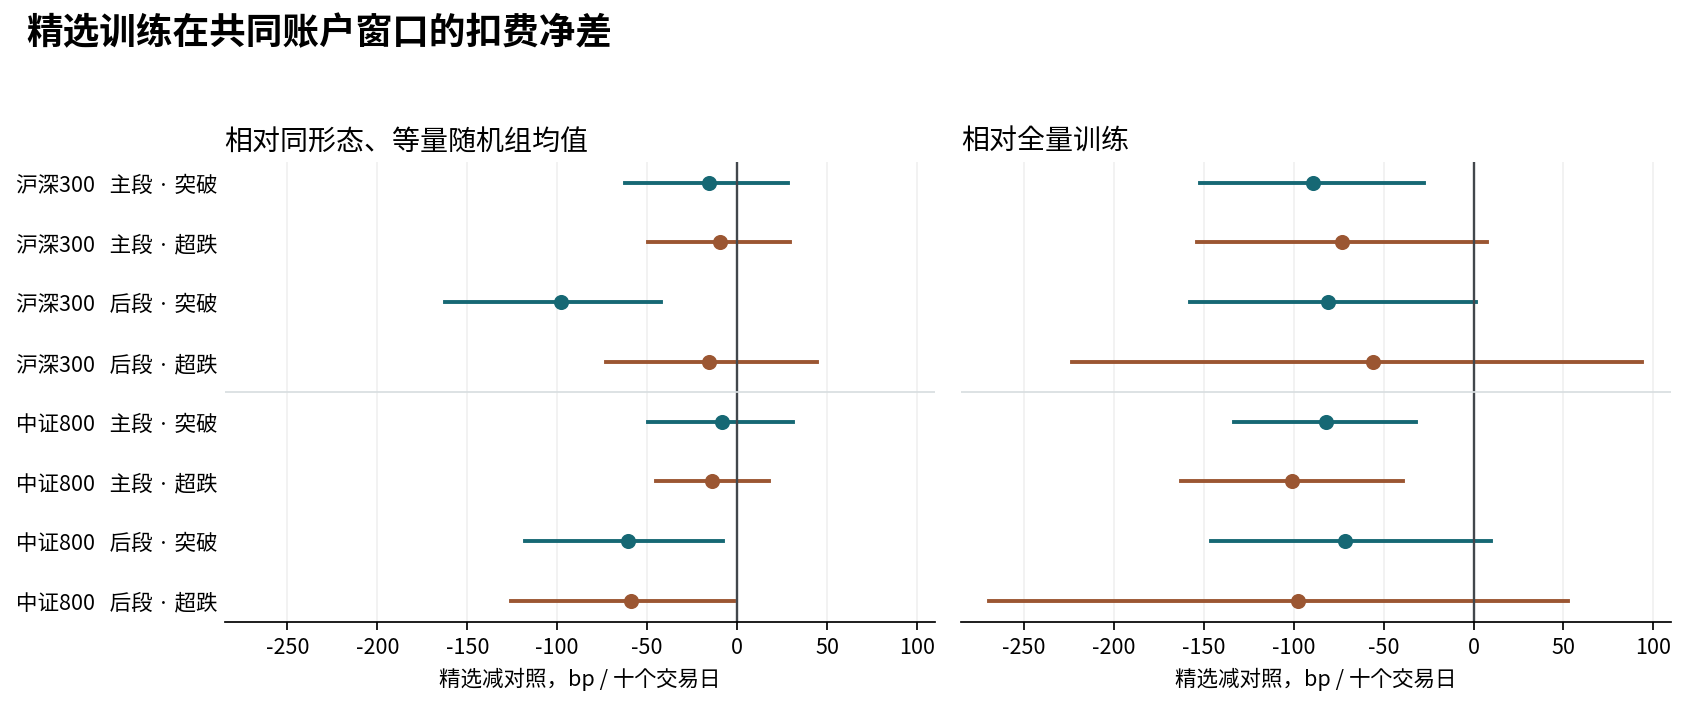 精选训练在共同账户窗口的扣费净差
相对同形态、等量随机组均值
相对全量训练
沪深300 主段 · 突破
沪深300 主段 · 超跌
沪深300 后段 · 突破
沪深300 后段 · 超跌
中证800 主段 · 突破
中证800 主段 · 超跌
中证800 后段 · 突破
中证800 后段 · 超跌
-250 -200 -150 -100 -50 0 50 100
精选减对照，bp / 十个交易日
-250 -200 -150 -100 -50 0 50 100
精选减对照，bp / 十个交易日